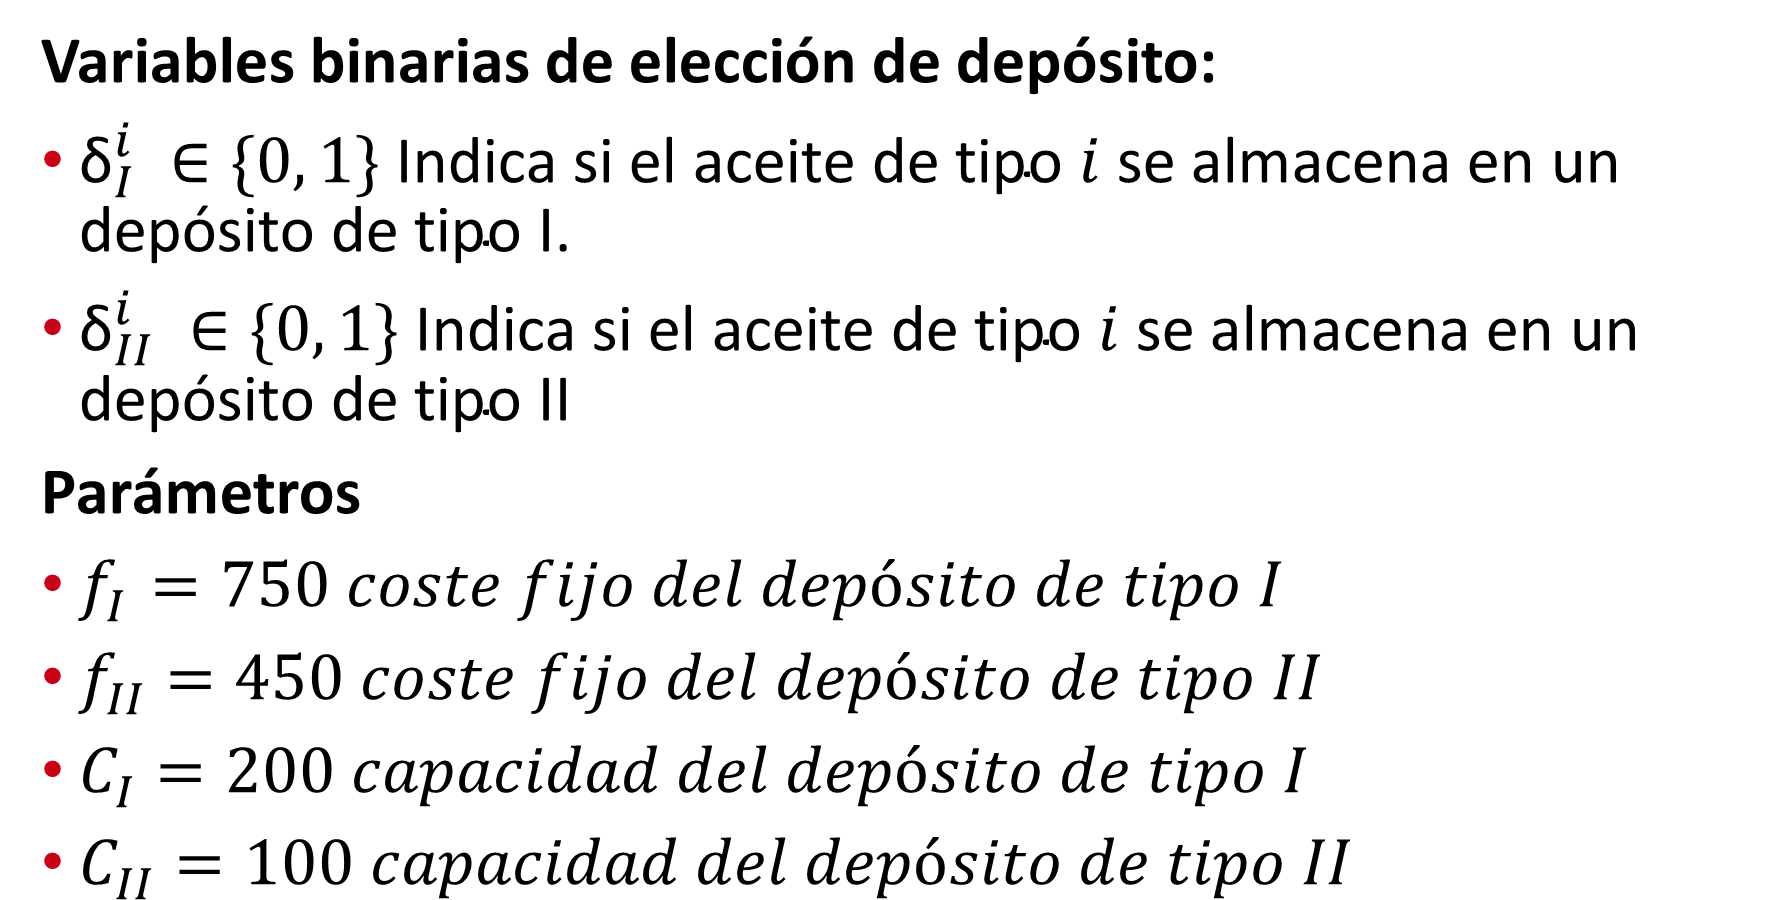 Variables binarias de elección de depósito:
• δ_I^i ∈ {0, 1} Indica si el aceite de tipo i se almacena en un
depósito de tipo I.
• δ_II^i ∈ {0, 1} Indica si el aceite de tipo i se almacena en un
depósito de tipo II
Parámetros
• f_I = 750 coste fijo del depósito de tipo I
• f_II = 450 coste fijo del depósito de tipo II
• C_I = 200 capacidad del depósito de tipo I
• C_II = 100 capacidad del depósito de tipo II